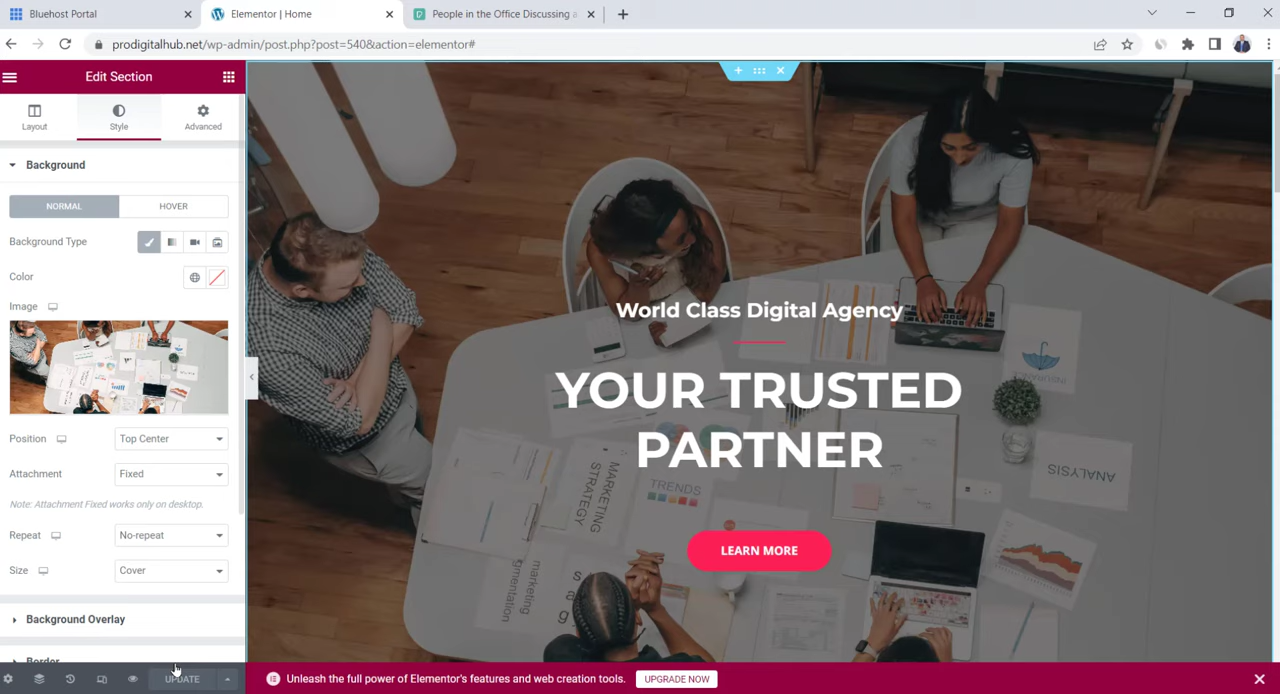 Bluehost Portal
Elementor | Home
People in the Office Discussing a
prodigitalhub.net/wp-admin/post.php?post=540&action=elementor#
Edit Section
Layout
Style
Advanced
Background
NORMAL
HOVER
Background Type
Color
Image
Position
Top Center
Attachment
Fixed
Note: Attachment Fixed works only on desktop.
Repeat
No-repeat
Size
Cover
Background Overlay
Border
UPDATE
World Class Digital Agency
YOUR TRUSTED
PARTNER
LEARN MORE
INSURANCE
ANALYSIS
TRENDS
MARKETING
STRATEGY
marketing
Unleash the full power of Elementor's features and web creation tools.
UPGRADE NOW